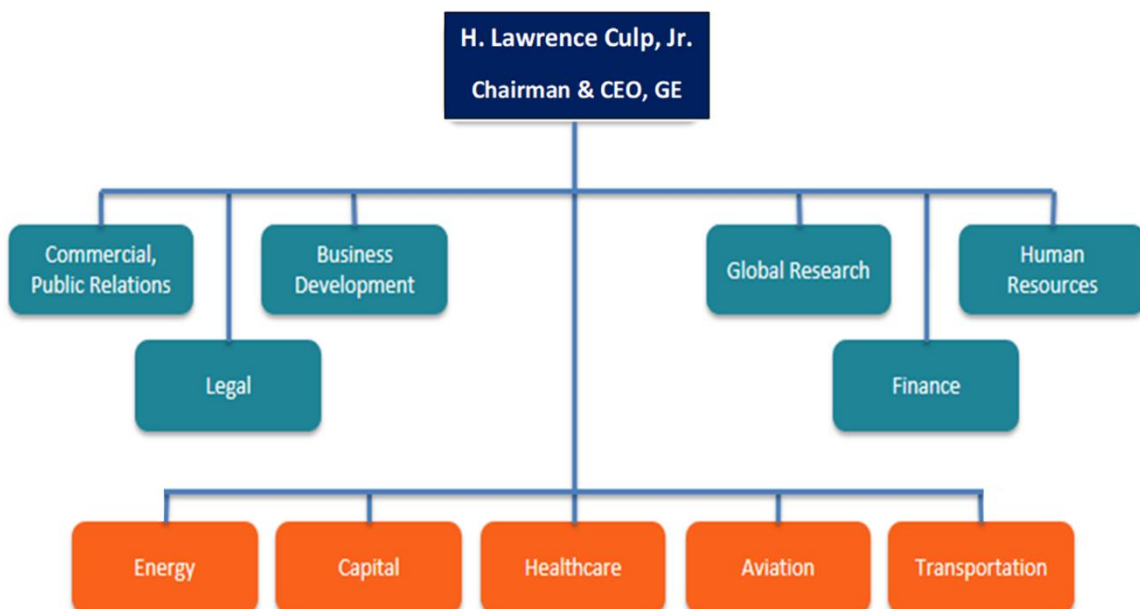 H. Lawrence Culp, Jr.
Chairman & CEO, GE
Commercial,
Public Relations
Business
Development
Global Research
Human
Resources
Legal
Finance
Energy
Capital
Healthcare
Aviation
Transportation